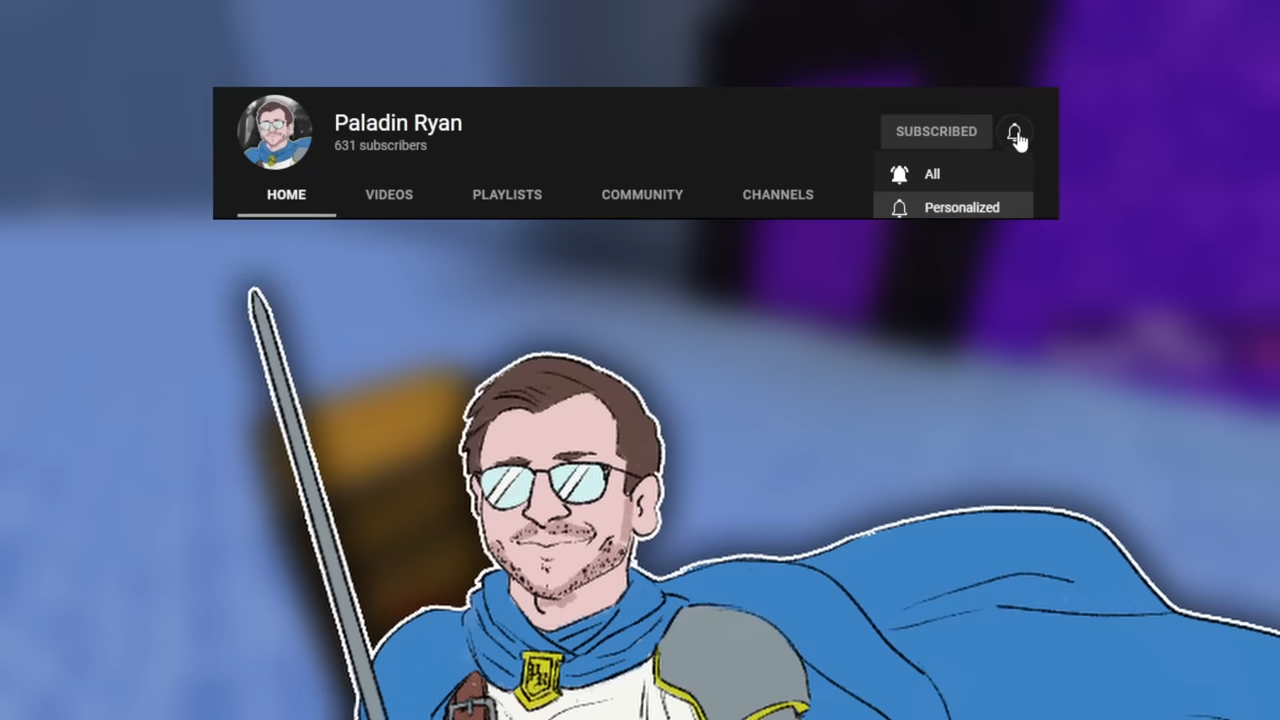 Paladin Ryan
631 subscribers
SUBSCRIBED
HOME VIDEOS PLAYLISTS COMMUNITY CHANNELS
All
Personalized